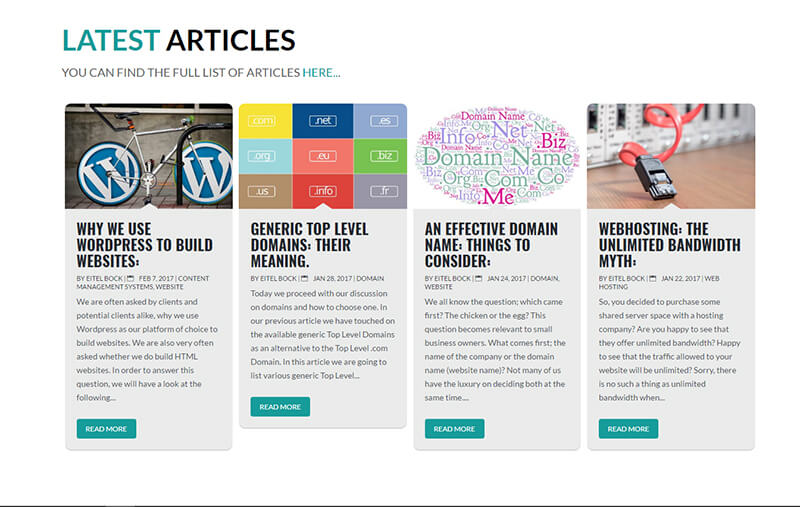 LATEST ARTICLES
YOU CAN FIND THE FULL LIST OF ARTICLES HERE...
.com .net .es
.org .eu .biz
.us .info .fr
Domain Name
Info Net
Biz
Domain Name
Org Com Co
Me
WHY WE USE
WORDPRESS TO BUILD
WEBSITES:
BY EITEL BOCK | FEB 7, 2017 | CONTENT
MANAGEMENT SYSTEMS, WEBSITE
We are often asked by clients and
potential clients alike, why we use
Wordpress as our platform of choice to
build websites. We are also very often
asked whether we do build HTML
websites. In order to answer this
question, we will have a look at the
following...
READ MORE
GENERIC TOP LEVEL
DOMAINS: THEIR
MEANING.
BY EITEL BOCK | JAN 28, 2017 | DOMAIN
Today we proceed with our discussion
on domains and how to choose one. In
our previous article we have touched on
the available generic Top Level Domains
as an alternative to the Top Level .com
Domain. In this article we are going to
list various generic Top Level...
READ MORE
AN EFFECTIVE DOMAIN
NAME: THINGS TO
CONSIDER:
BY EITEL BOCK | JAN 24, 2017 | DOMAIN,
WEBSITE
We all know the question; which came
first? The chicken or the egg? This
question becomes relevant to small
business owners. What comes first; the
name of the company or the domain
name (website name)? Not many of us
have the luxury on deciding both at the
same time....
READ MORE
WEBHOSTING: THE
UNLIMITED BANDWIDTH
MYTH:
BY EITEL BOCK | JAN 22, 2017 | WEB
HOSTING
So, you decided to purchase some
shared server space with a hosting
company? Are you happy to see that
they offer unlimited bandwidth? Happy
to see that the traffic allowed to your
website will be unlimited? Sorry, there
is no such a thing as unlimited
bandwidth when...
READ MORE